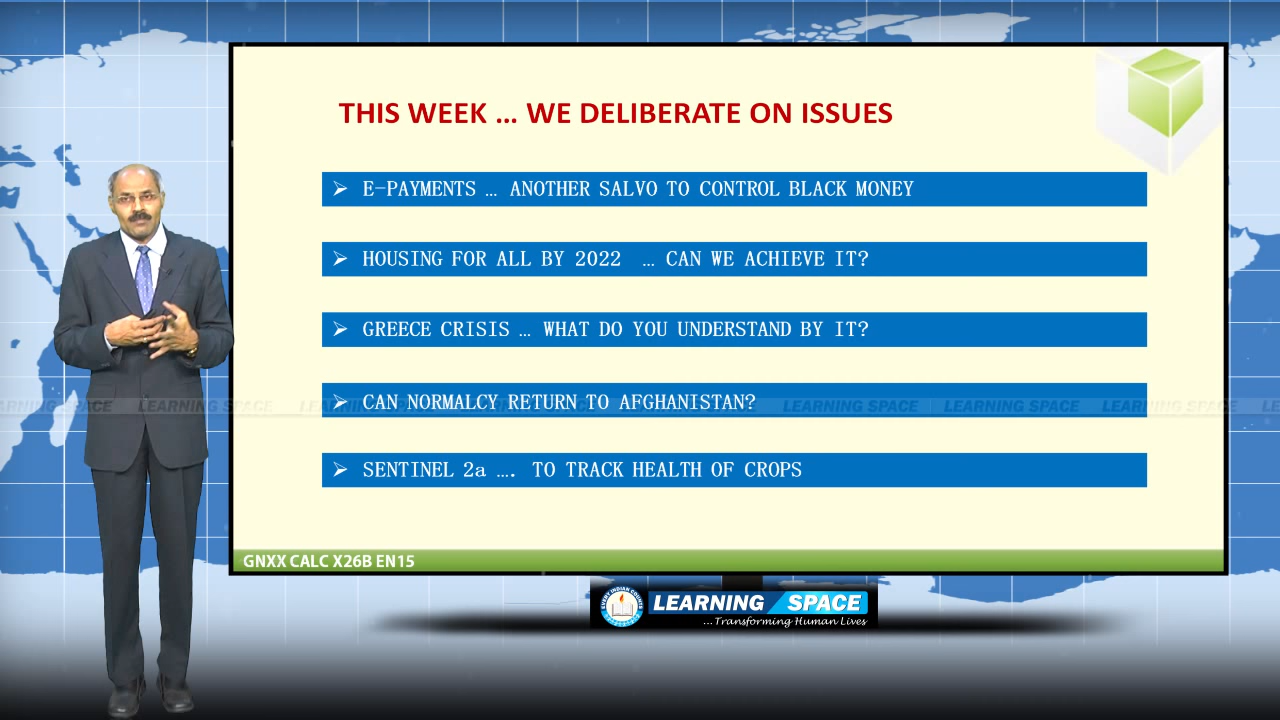 THIS WEEK ... WE DELIBERATE ON ISSUES
➢ E-PAYMENTS … ANOTHER SALVO TO CONTROL BLACK MONEY
➢ HOUSING FOR ALL BY 2022 … CAN WE ACHIEVE IT?
➢ GREECE CRISIS … WHAT DO YOU UNDERSTAND BY IT?
➢ CAN NORMALCY RETURN TO AFGHANISTAN?
➢ SENTINEL 2a …. TO TRACK HEALTH OF CROPS
GNXX CALC X26B EN15
LEARNING SPACE
...Transforming Human Lives